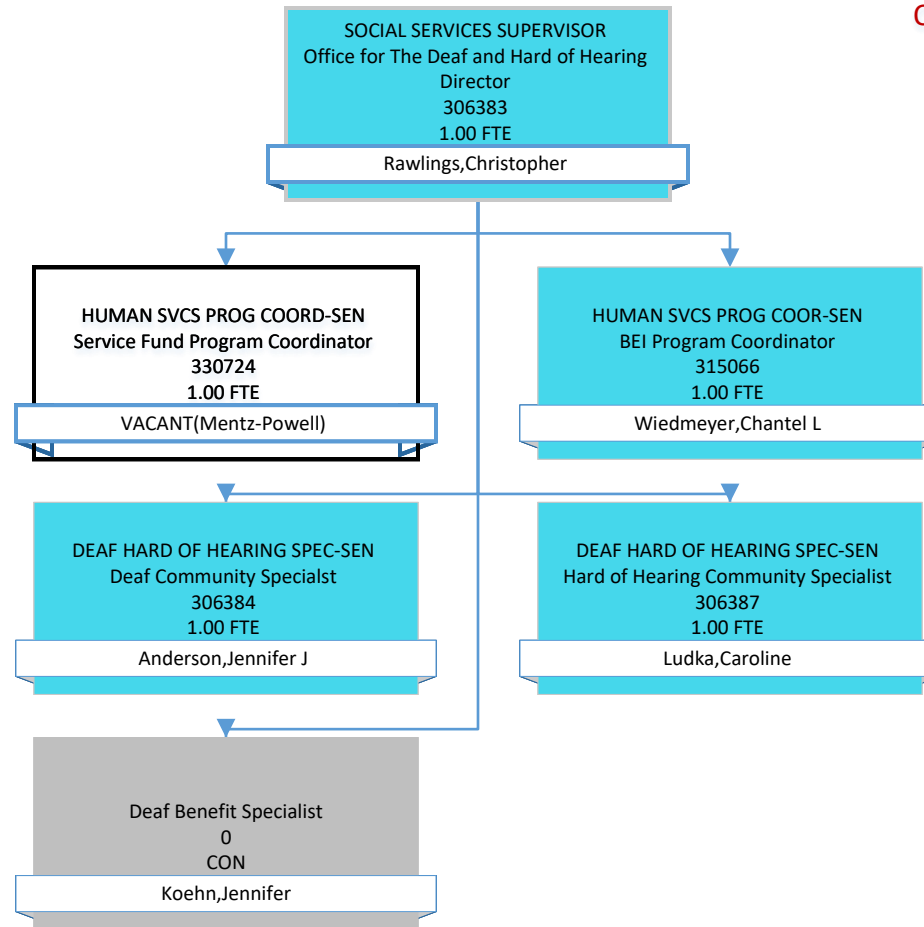 SOCIAL SERVICES SUPERVISOR
Office for The Deaf and Hard of Hearing
Director
306383
1.00 FTE
Rawlings,Christopher
HUMAN SVCS PROG COORD-SEN
Service Fund Program Coordinator
330724
1.00 FTE
VACANT(Mentz-Powell)
HUMAN SVCS PROG COOR-SEN
BEI Program Coordinator
315066
1.00 FTE
Wiedmeyer,Chantel L
DEAF HARD OF HEARING SPEC-SEN
Deaf Community Specialst
306384
1.00 FTE
Anderson,Jennifer J
DEAF HARD OF HEARING SPEC-SEN
Hard of Hearing Community Specialist
306387
1.00 FTE
Ludka,Caroline
Deaf Benefit Specialist
0
CON
Koehn,Jennifer